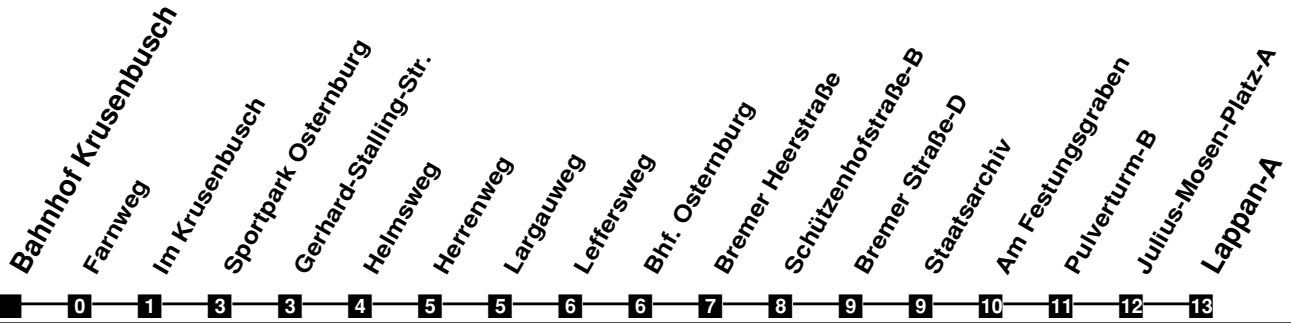 Bahnhof Krusenbusch
Farnweg
Im Krusenbusch
Sportpark Osternburg
Gerhard-Stalling-Str.
Helmsweg
Herrenweg
Largauweg
Leffersweg
Bhf. Osternburg
Bremer Heerstraße
Schützenhofstraße-B
Bremer Straße-D
Staatsarchiv
Am Festungsgraben
Pulverturm-B
Julius-Mosen-Platz-A
Lappan-A
0 1 3 3 4 5 5 6 6 7 8 9 9 10 11 12 13